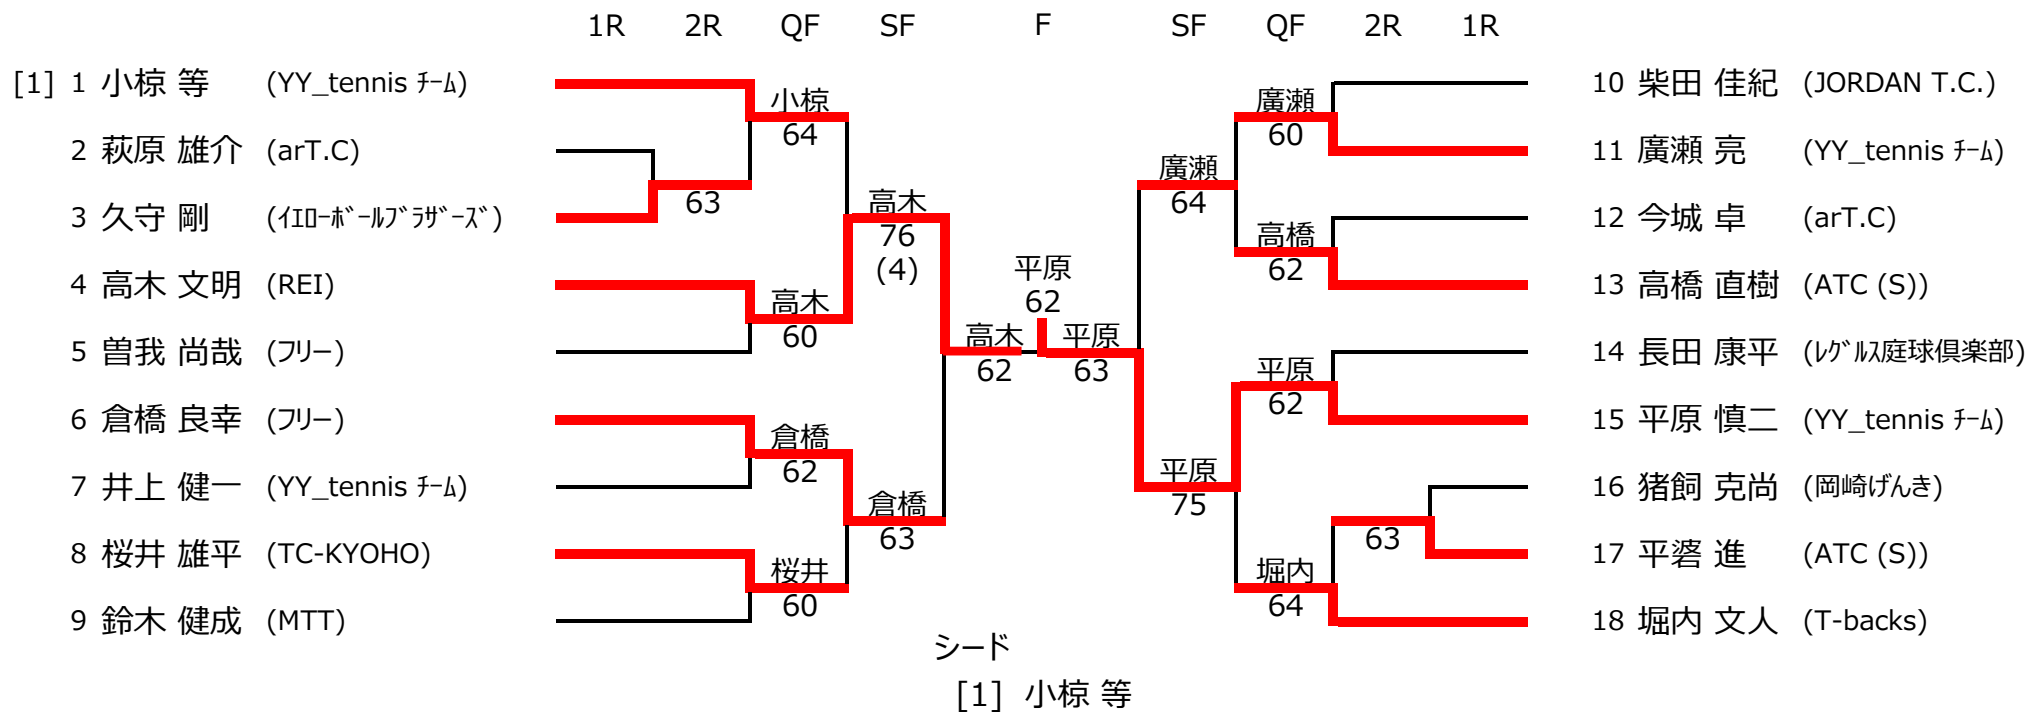 1R 2R QF SF F SF QF 2R 1R
[1] 1 小椋 等 (YY_tennis ﾁｰﾑ) 10 柴田 佳紀 (JORDAN T.C.)
小椋 廣瀬
64 60
2 萩原 雄介 (arT.C) 11 廣瀬 亮 (YY_tennis ﾁｰﾑ)
廣瀬
63 高木 64
3 久守 剛 (ｲｴﾛｰﾎﾞｰﾙﾌﾞﾗｻﾞｰｽﾞ) 12 今城 卓 (arT.C)
76 高橋
(4) 平原 62
4 高木 文明 (REI) 13 高橋 直樹 (ATC (S))
高木 62
60 高木 平原
5 曽我 尚哉 (フリー) 14 長田 康平 (ﾚｸﾞﾙｽ庭球倶楽部)
62 63 平原
62
6 倉橋 良幸 (フリー) 15 平原 慎二 (YY_tennis ﾁｰﾑ)
倉橋
62 平原
7 井上 健一 (YY_tennis ﾁｰﾑ) 16 猪飼 克尚 (岡崎げんき)
倉橋 75
63 63
8 桜井 雄平 (TC-KYOHO) 17 平碆 進 (ATC (S))
桜井 堀内
60 64
9 鈴木 健成 (MTT) 18 堀内 文人 (T-backs)
シード
[1] 小椋 等